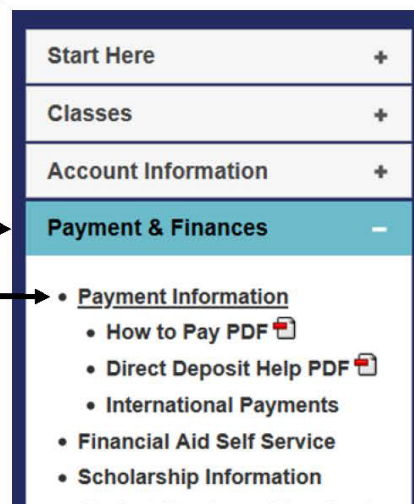 Start Here +
Classes +
Account Information +
Payment & Finances –
• Payment Information
• How to Pay PDF
• Direct Deposit Help PDF
• International Payments
• Financial Aid Self Service
• Scholarship Information